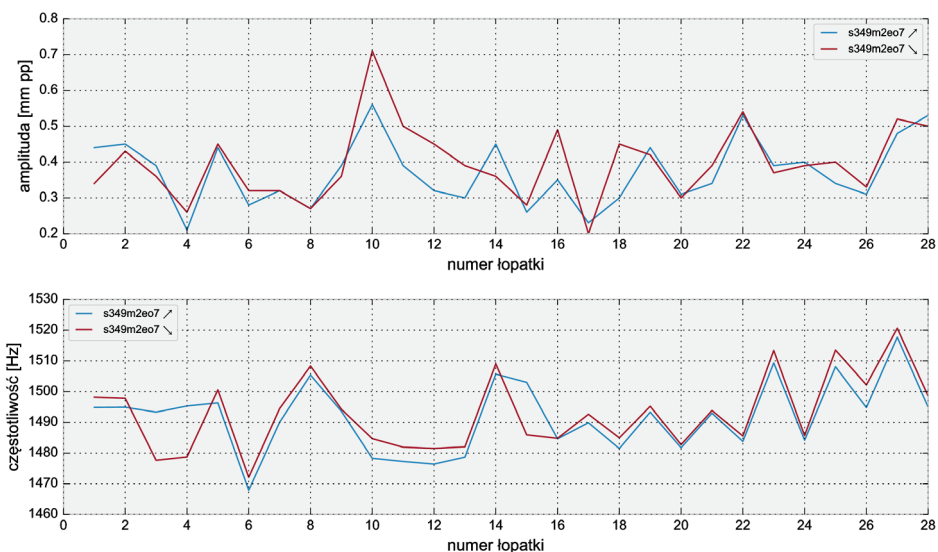 0.8
0.7
0.6
0.5
0.4
0.3
0.2
amplituda [mm pp]
s349m2eo7 ↗
s349m2eo7 ↘
0 2 4 6 8 10 12 14 16 18 20 22 24 26 28
numer łopatki
1530
1520
1510
1500
1490
1480
1470
1460
częstotliwość [Hz]
s349m2eo7 ↗
s349m2eo7 ↘
0 2 4 6 8 10 12 14 16 18 20 22 24 26 28
numer łopatki